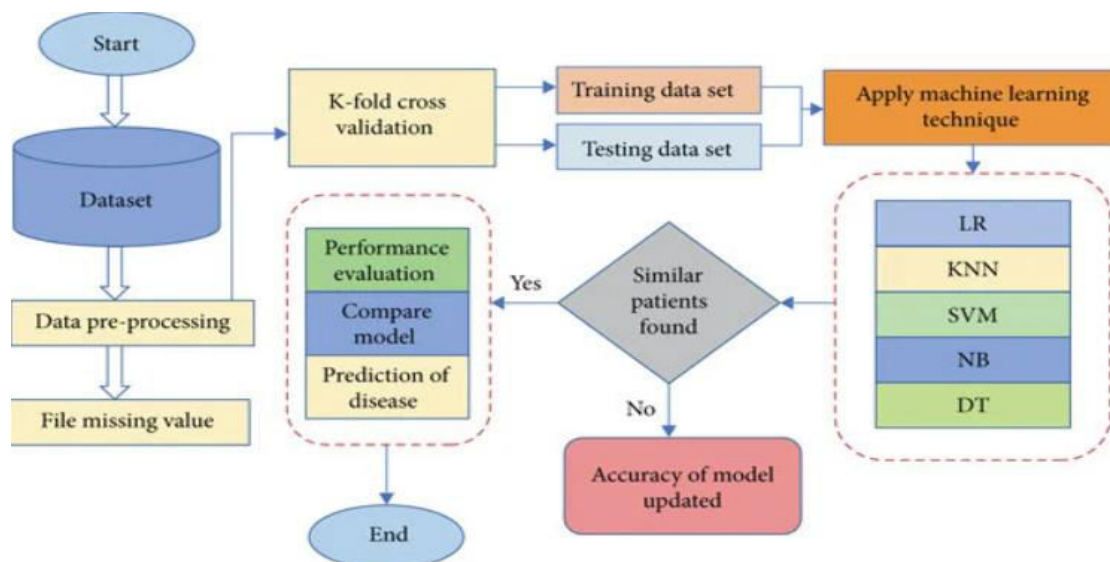 Start
Dataset
Data pre-processing
File missing value
K-fold cross
validation
Training data set
Testing data set
Apply machine learning
technique
LR
KNN
SVM
NB
DT
Similar
patients
found
Yes
No
Performance
evaluation
Compare
model
Prediction of
disease
Accuracy of model
updated
End